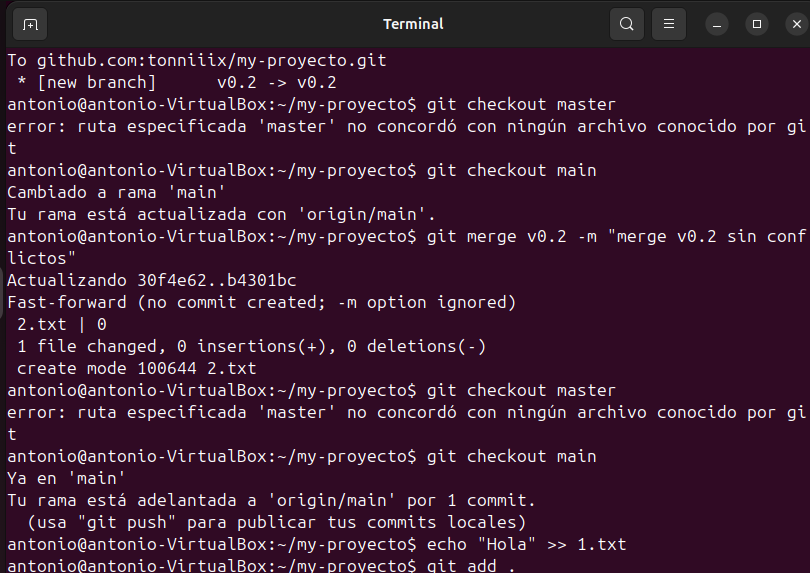 Terminal
To github.com:tonniiix/my-proyecto.git
 * [new branch]      v0.2 -> v0.2
antonio@antonio-VirtualBox:~/my-proyecto$ git checkout master
error: ruta especificada 'master' no concordó con ningún archivo conocido por gi
t
antonio@antonio-VirtualBox:~/my-proyecto$ git checkout main
Cambiado a rama 'main'
Tu rama está actualizada con 'origin/main'.
antonio@antonio-VirtualBox:~/my-proyecto$ git merge v0.2 -m "merge v0.2 sin conf
lictos"
Actualizando 30f4e62..b4301bc
Fast-forward (no commit created; -m option ignored)
 2.txt | 0
 1 file changed, 0 insertions(+), 0 deletions(-)
 create mode 100644 2.txt
antonio@antonio-VirtualBox:~/my-proyecto$ git checkout master
error: ruta especificada 'master' no concordó con ningún archivo conocido por gi
t
antonio@antonio-VirtualBox:~/my-proyecto$ git checkout main
Ya en 'main'
Tu rama está adelantada a 'origin/main' por 1 commit.
  (usa "git push" para publicar tus commits locales)
antonio@antonio-VirtualBox:~/my-proyecto$ echo "Hola" >> 1.txt
antonio@antonio-VirtualBox:~/my-proyecto$ git add .